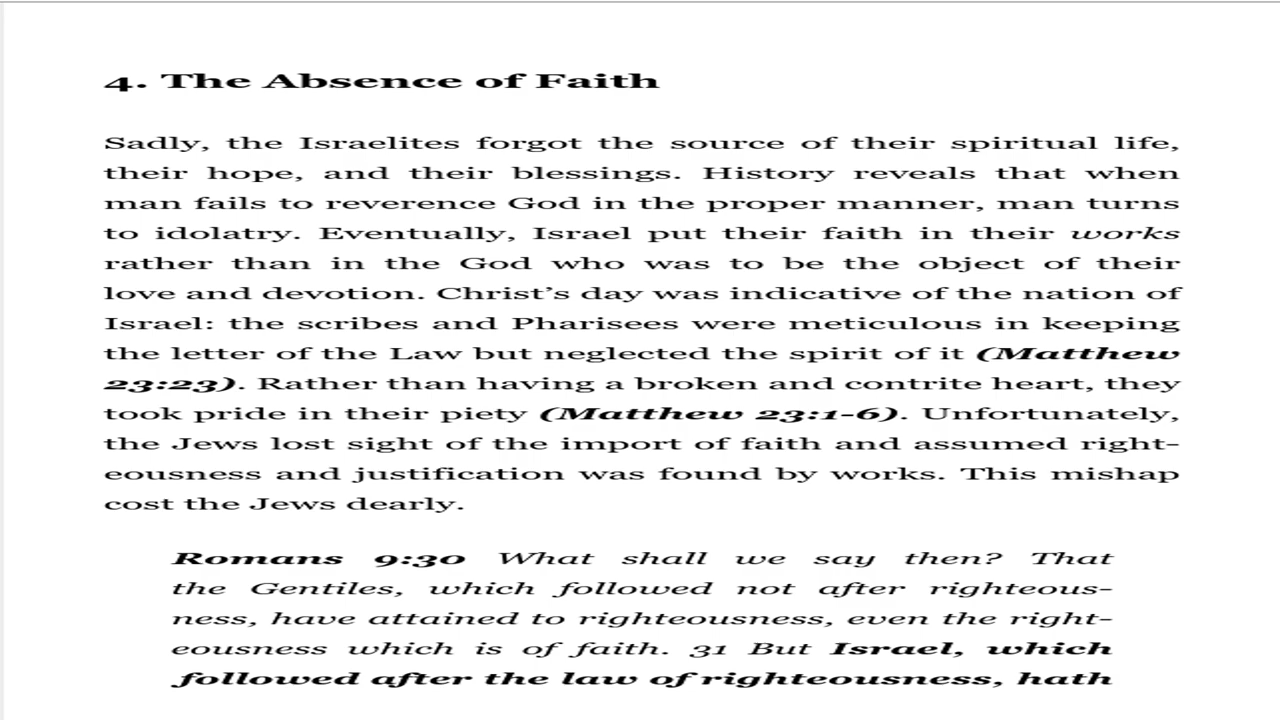 4. The Absence of Faith
Sadly, the Israelites forgot the source of their spiritual life,
their hope, and their blessings. History reveals that when
man fails to reverence God in the proper manner, man turns
to idolatry. Eventually, Israel put their faith in their works
rather than in the God who was to be the object of their
love and devotion. Christ’s day was indicative of the nation of
Israel: the scribes and Pharisees were meticulous in keeping
the letter of the Law but neglected the spirit of it (Matthew
23:23). Rather than having a broken and contrite heart, they
took pride in their piety (Matthew 23:1-6). Unfortunately,
the Jews lost sight of the import of faith and assumed right-
eousness and justification was found by works. This mishap
cost the Jews dearly.
Romans 9:30 What shall we say then? That
the Gentiles, which followed not after righteous-
ness, have attained to righteousness, even the right-
eousness which is of faith. 31 But Israel, which
followed after the law of righteousness, hath